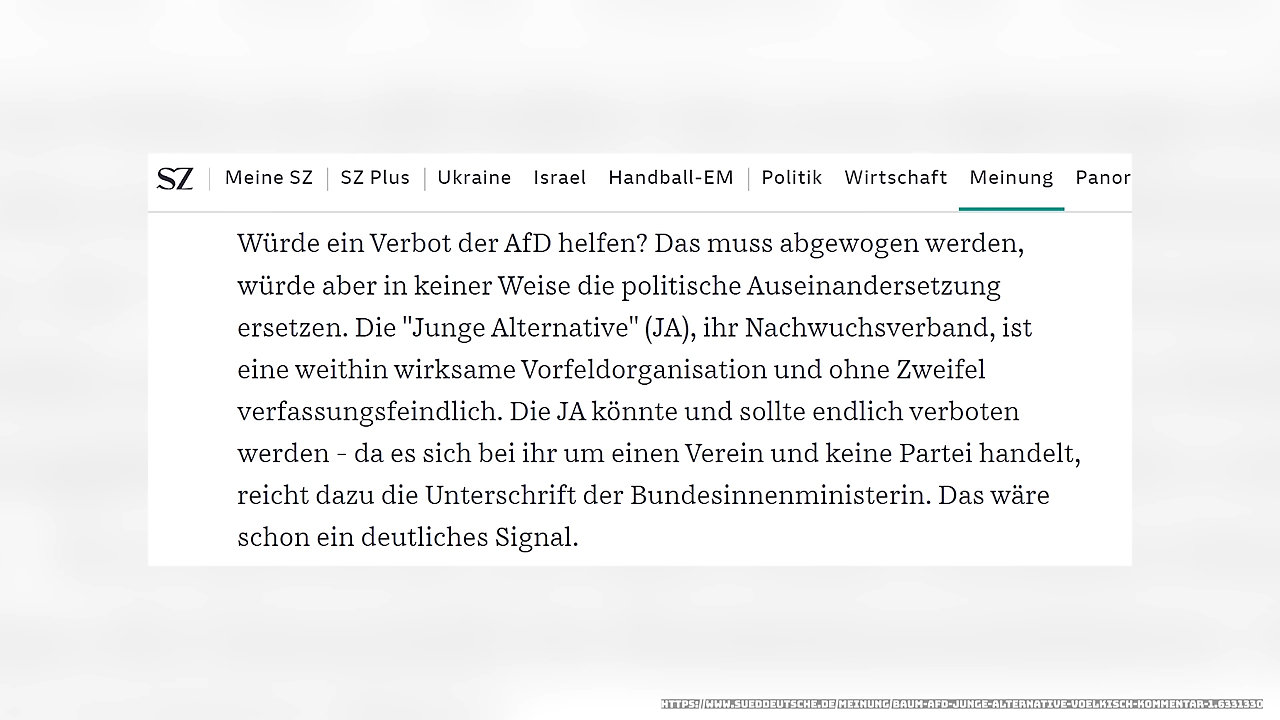 SZ Meine SZ SZ Plus Ukraine Israel Handball-EM Politik Wirtschaft Meinung Panor
Würde ein Verbot der AfD helfen? Das muss abgewogen werden,
würde aber in keiner Weise die politische Auseinandersetzung
ersetzen. Die "Junge Alternative" (JA), ihr Nachwuchsverband, ist
eine weithin wirksame Vorfeldorganisation und ohne Zweifel
verfassungsfeindlich. Die JA könnte und sollte endlich verboten
werden - da es sich bei ihr um einen Verein und keine Partei handelt,
reicht dazu die Unterschrift der Bundesinnenministerin. Das wäre
schon ein deutliches Signal.
HTTPS://WWW.SUEDDEUTSCHE.DE/MEINUNG/BAUM-AFD-JUNGE-ALTERNATIVE-VOELKISCH-KOMMENTAR-1.6331330